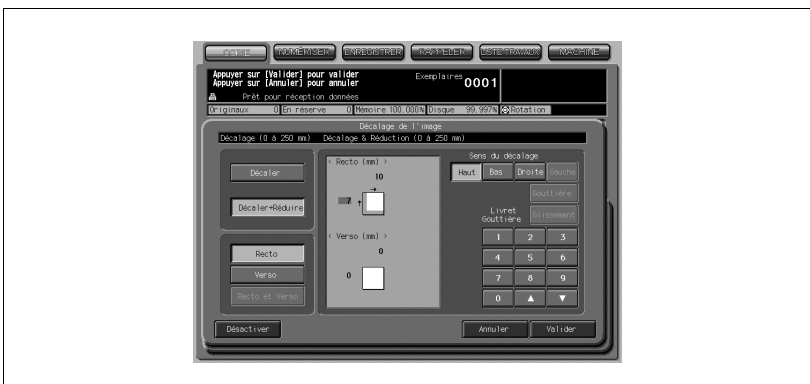 COPIE NUMÉRISER ENREGISTRER RAPPELER LISTE TRAVAUX MACHINE
Appuyer sur [Valider] pour valider
Appuyer sur [Annuler] pour annuler
Exemplaires 0001
Prêt pour réception données
Originaux 0 En réserve 0 Mémoire 100.000% Disque 99.997% Rotation
Décalage de l'image
Décalage (0 à 250 mm) Décalage & Réduction (0 à 250 mm)
Décaler
Décaler+Réduire
Recto
Verso
Recto et Verso
< Recto (mm) >
10
7
< Verso (mm) >
0
0
Sens du décalage
Haut Bas Droite Gauche
Gouttière
Livret
Gouttière
Glissement
1 2 3
4 5 6
7 8 9
0 ▲ ▼
Désactiver
Annuler Valider